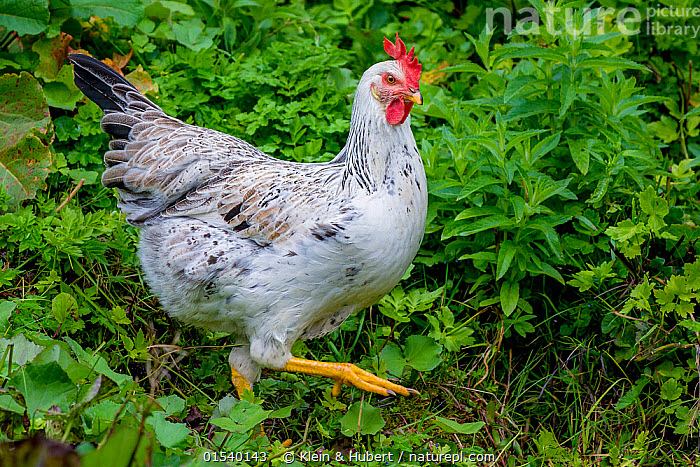 nature picture library
01540143 © Klein & Hubert / naturepl.com